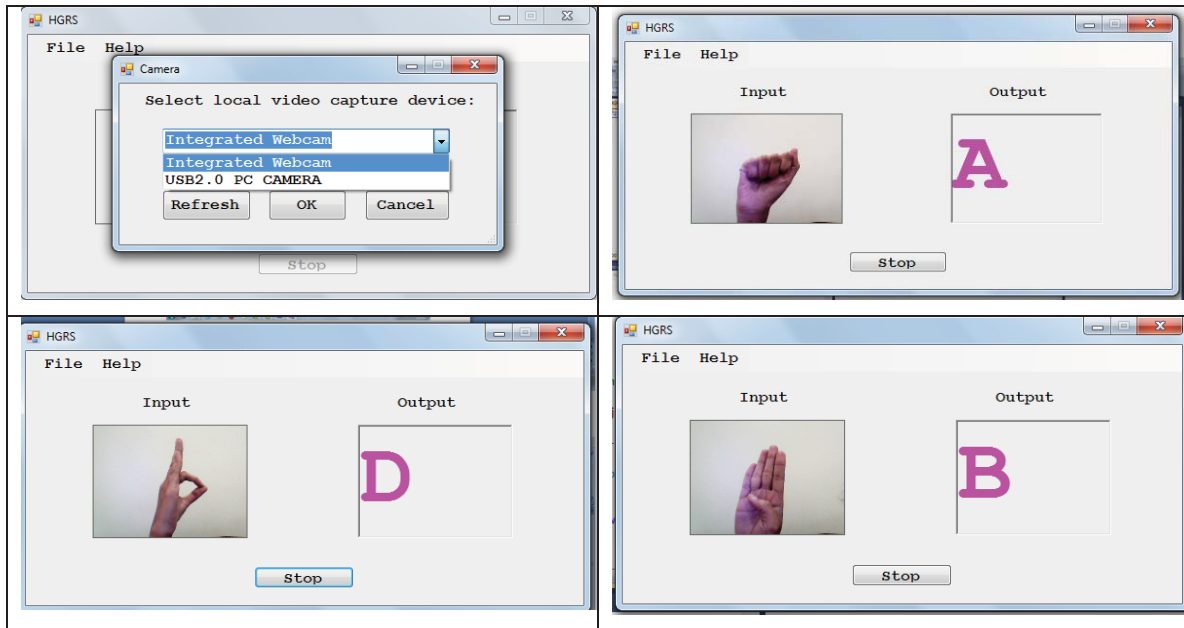 HGRS
File Help
Camera
Select local video capture device:
Integrated Webcam
Integrated Webcam
USB2.0 PC CAMERA
Refresh OK Cancel
Stop
HGRS
File Help
Input Output
A
Stop
HGRS
File Help
Input Output
D
Stop
HGRS
File Help
Input Output
B
Stop